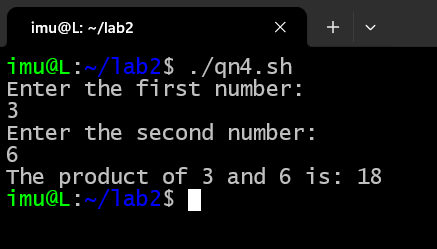 imu@L: ~/lab2
imu@L:~/lab2$ ./qn4.sh
Enter the first number:
3
Enter the second number:
6
The product of 3 and 6 is: 18
imu@L:~/lab2$